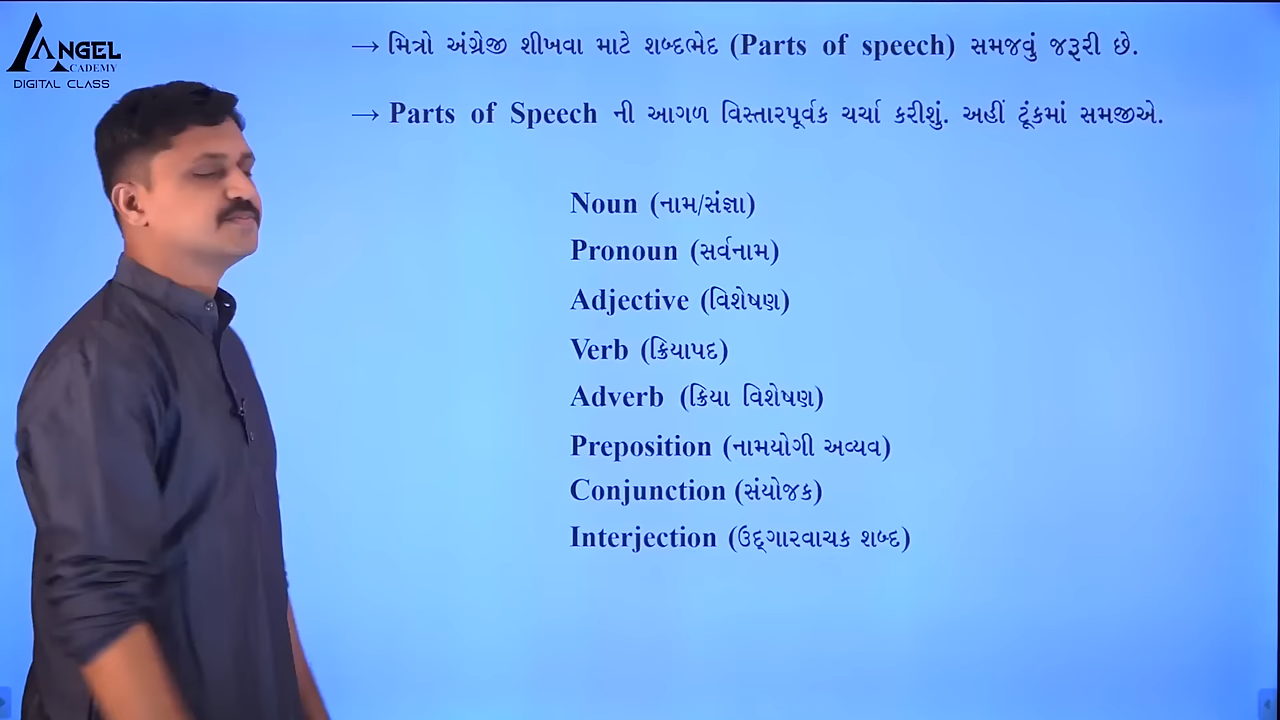 ANGEL
ACADEMY
DIGITAL CLASS
→ મિત્રો અંગ્રેજી શીખવા માટે શબ્દભેદ (Parts of speech) સમજવું જરૂરી છે.
→ Parts of Speech ની આગળ વિસ્તારપૂર્વક ચર્ચા કરીશું. અહીં ટૂંકમાં સમજીએ.
Noun (નામ/સંજ્ઞા)
Pronoun (સર્વનામ)
Adjective (વિશેષણ)
Verb (ક્રિયાપદ)
Adverb (ક્રિયા વિશેષણ)
Preposition (નામયોગી અવ્યવ)
Conjunction (સંયોજક)
Interjection (ઉદ્‌ગારવાચક શબ્દ)